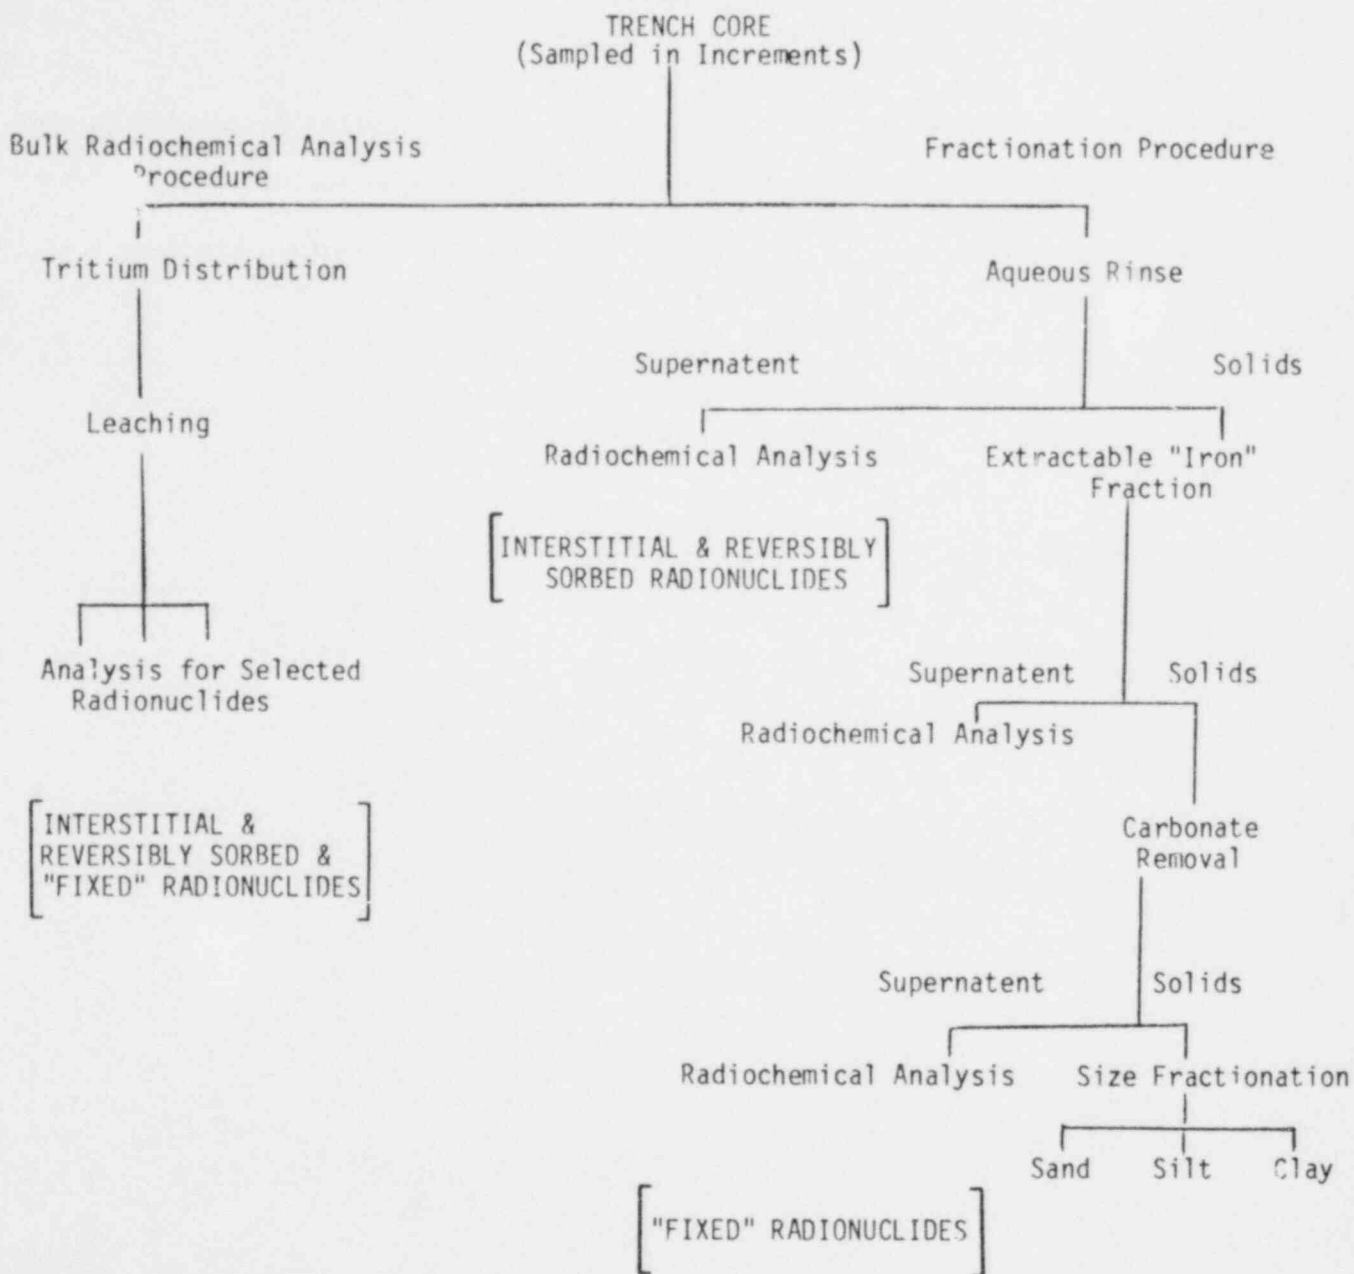 TRENCH CORE
(Sampled in Increments)
Bulk Radiochemical Analysis
Procedure
Fractionation Procedure
Tritium Distribution
Aqueous Rinse
Supernatent
Solids
Leaching
Radiochemical Analysis
Extractable "Iron"
Fraction
INTERSTITIAL & REVERSIBLY
SORBED RADIONUCLIDES
Analysis for Selected
Radionuclides
Supernatent
Solids
Radiochemical Analysis
INTERSTITIAL &
REVERSIBLY SORBED &
"FIXED" RADIONUCLIDES
Carbonate
Removal
Supernatent
Solids
Radiochemical Analysis
Size Fractionation
Sand
Silt
Clay
"FIXED" RADIONUCLIDES